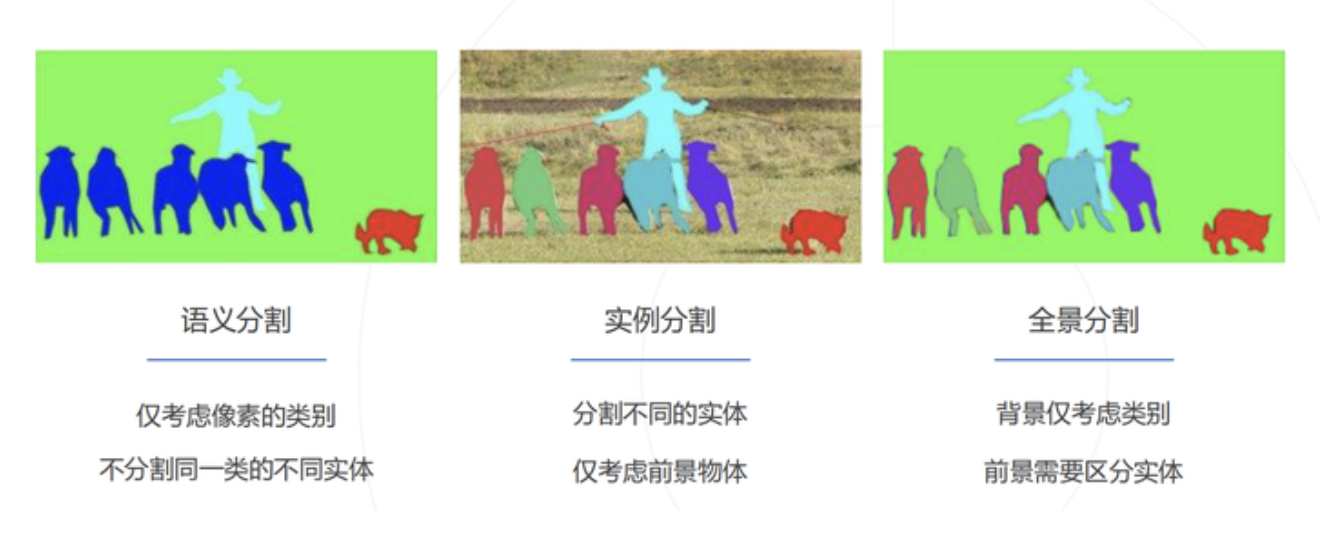 语义分割
实例分割
全景分割
仅考虑像素的类别
分割不同的实体
背景仅考虑类别
不分割同一类的不同实体
仅考虑前景物体
前景需要区分实体